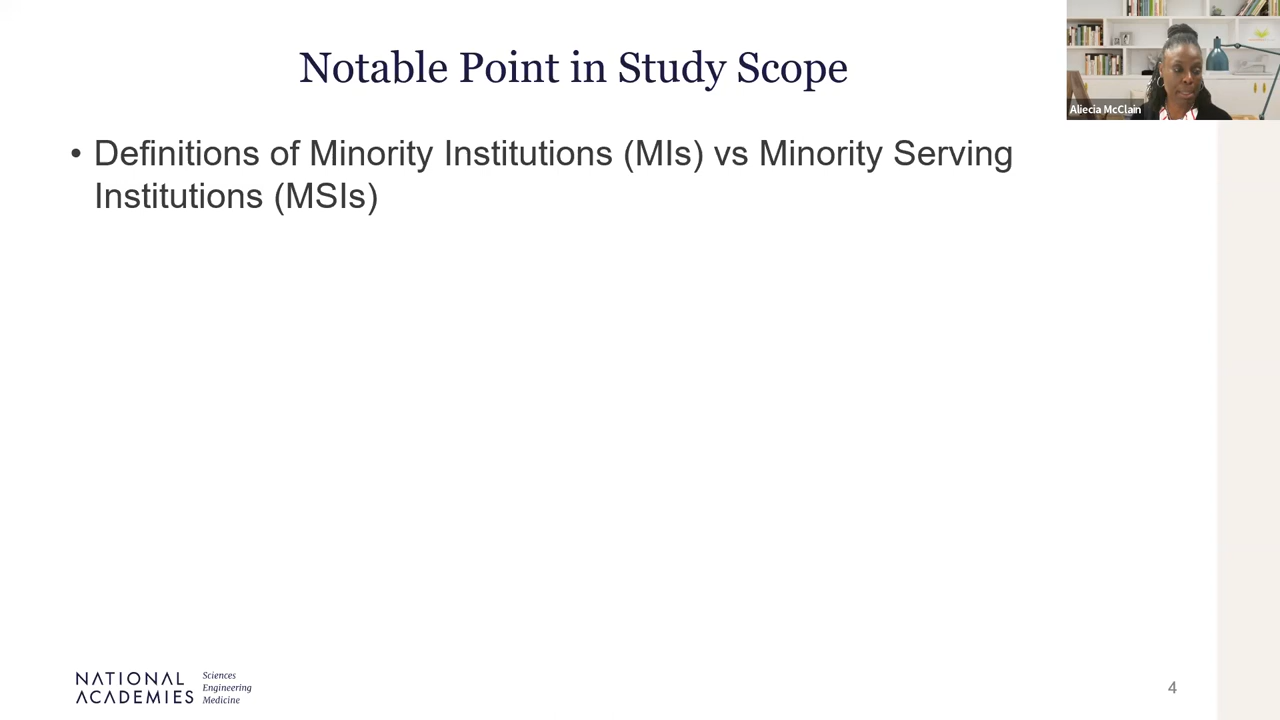 Notable Point in Study Scope
Aliecia McClain
• Definitions of Minority Institutions (MIs) vs Minority Serving
Institutions (MSIs)
NATIONAL
ACADEMIES
Sciences
Engineering
Medicine
4